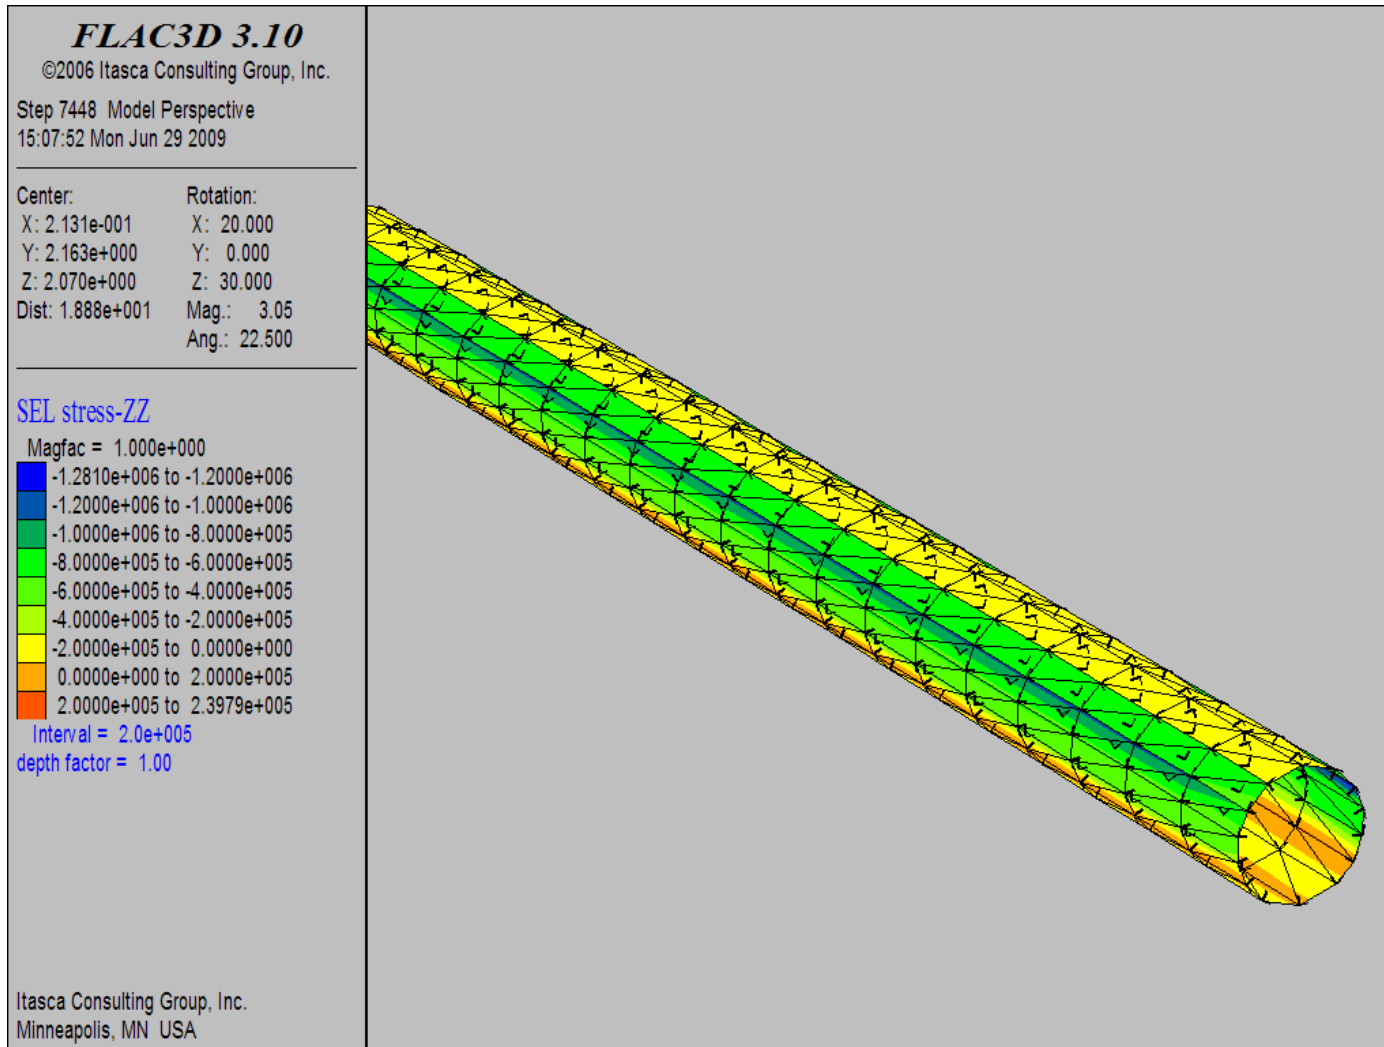 FLAC3D 3.10
©2006 Itasca Consulting Group, Inc.
Step 7448 Model Perspective
15:07:52 Mon Jun 29 2009
Center: Rotation:
X: 2.131e-001 X: 20.000
Y: 2.163e+000 Y: 0.000
Z: 2.070e+000 Z: 30.000
Dist: 1.888e+001 Mag.: 3.05
Ang.: 22.500
SEL stress-ZZ
Magfac = 1.000e+000
-1.2810e+006 to -1.2000e+006
-1.2000e+006 to -1.0000e+006
-1.0000e+006 to -8.0000e+005
-8.0000e+005 to -6.0000e+005
-6.0000e+005 to -4.0000e+005
-4.0000e+005 to -2.0000e+005
-2.0000e+005 to 0.0000e+000
0.0000e+000 to 2.0000e+005
2.0000e+005 to 2.3979e+005
Interval = 2.0e+005
depth factor = 1.00
Itasca Consulting Group, Inc.
Minneapolis, MN USA